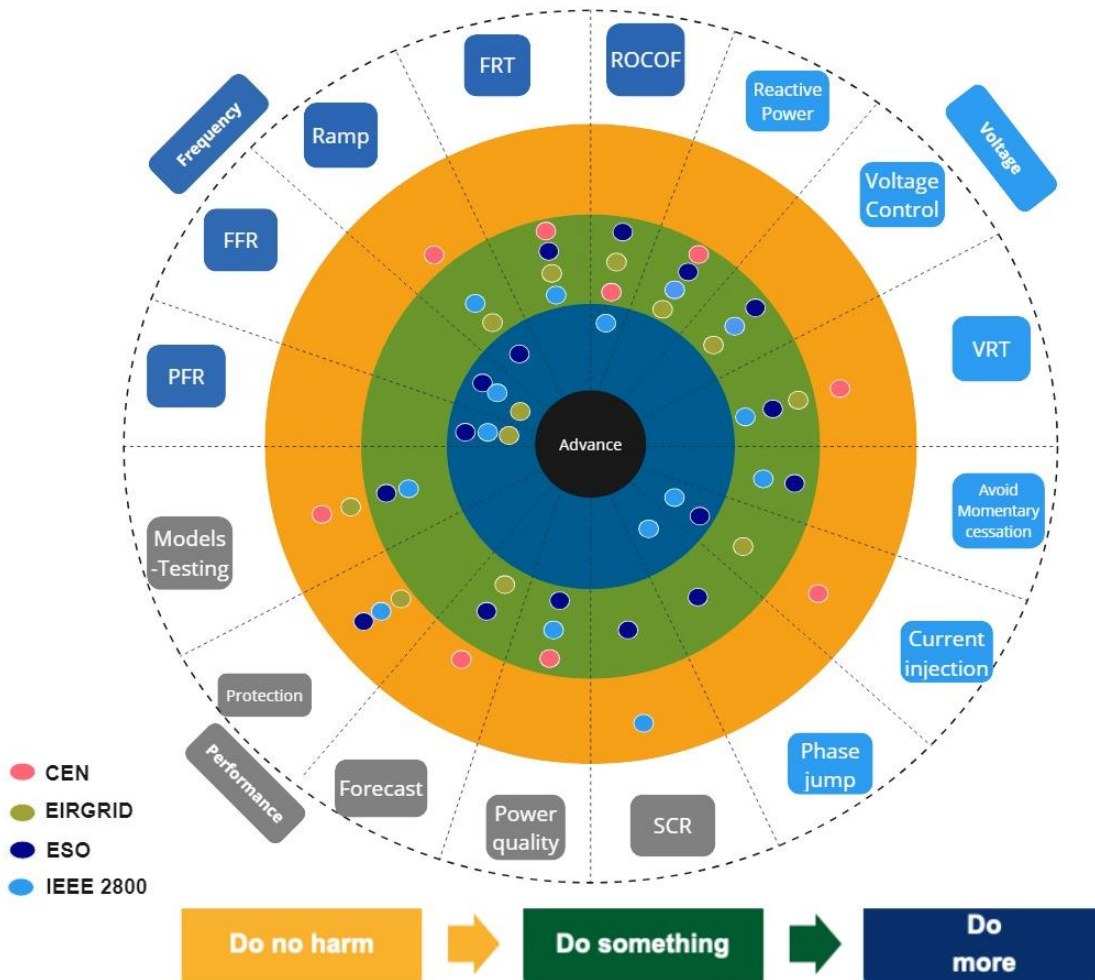 FRT
ROCOF
Reactive
Power
Voltage
Voltage
Control
VRT
Avoid
Momentary
cessation
Current
injection
Phase
jump
SCR
Power
quality
Forecast
Performance
Protection
Models
-Testing
PFR
FFR
Frequency
Ramp
Advance
CEN
EIRGRID
ESO
IEEE 2800
Do no harm
Do something
Do
more